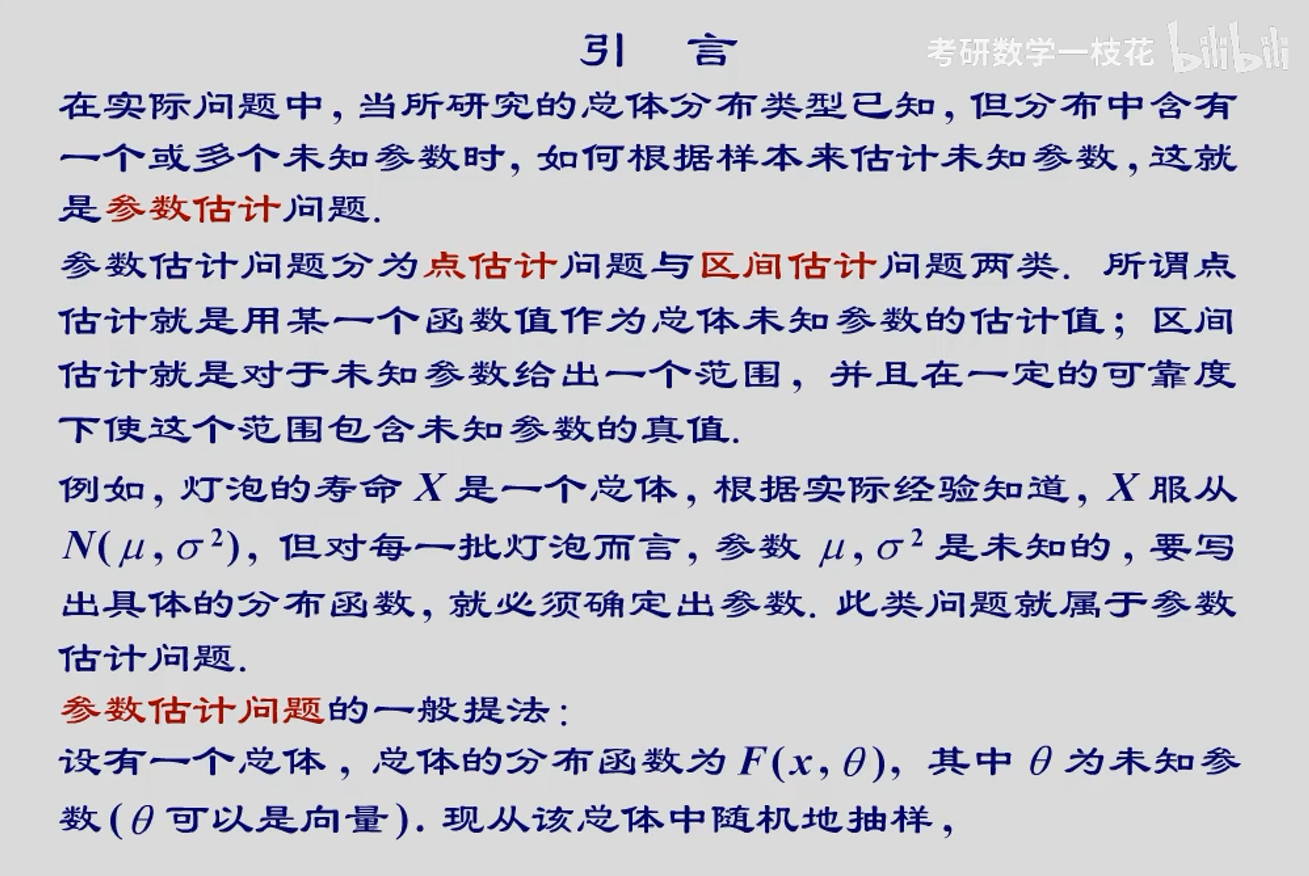 引 言
考研数学一枝花 bilibili
在实际问题中, 当所研究的总体分布类型已知, 但分布中含有
一个或多个未知参数时, 如何根据样本来估计未知参数, 这就
是参数估计问题.
参数估计问题分为点估计问题与区间估计问题两类. 所谓点
估计就是用某一个函数值作为总体未知参数的估计值; 区间
估计就是对于未知参数给出一个范围, 并且在一定的可靠度
下使这个范围包含未知参数的真值.
例如, 灯泡的寿命 X 是一个总体, 根据实际经验知道, X 服从
N( μ, σ²), 但对每一批灯泡而言, 参数 μ, σ² 是未知的, 要写
出具体的分布函数, 就必须确定出参数. 此类问题就属于参数
估计问题.
参数估计问题的一般提法:
设有一个总体, 总体的分布函数为 F(x, θ), 其中 θ 为未知参
数(θ 可以是向量). 现从该总体中随机地抽样,